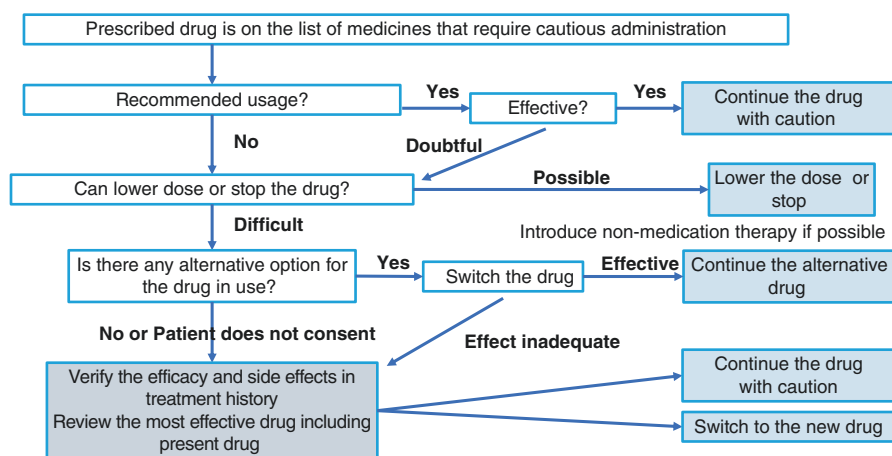 Prescribed drug is on the list of medicines that require cautious administration
Recommended usage?
Yes
Effective?
Yes
Continue the drug
with caution
No
Doubtful
Can lower dose or stop the drug?
Possible
Lower the dose or
stop
Difficult
Introduce non-medication therapy if possible
Is there any alternative option for
the drug in use?
Yes
Switch the drug
Effective
Continue the alternative
drug
No or Patient does not consent
Effect inadequate
Verify the efficacy and side effects in
treatment history
Review the most effective drug including
present drug
Continue the drug
with caution
Switch to the new drug